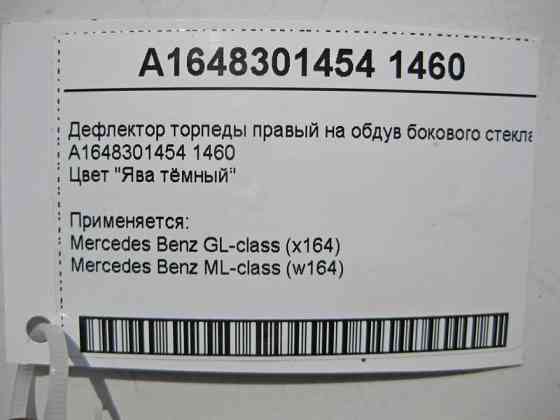 A1648301454 1460
Дефлектор торпеды правый на обдув бокового стекла
A1648301454 1460
Цвет "Ява тёмный"
Применяется:
Mercedes Benz GL-class (x164)
Mercedes Benz ML-class (w164)